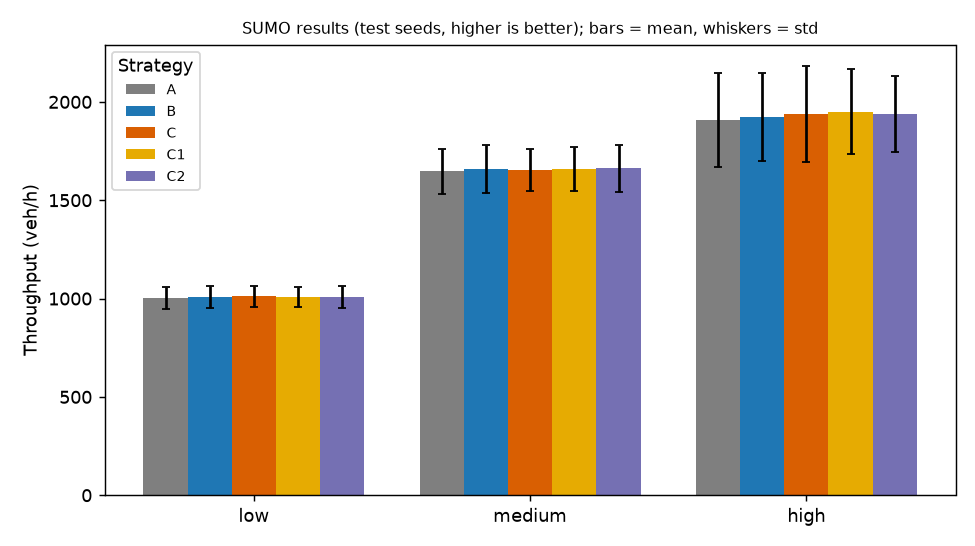 SUMO results (test seeds, higher is better); bars = mean, whiskers = std
Throughput (veh/h)
2000
1500
1000
500
0
Strategy
A
B
C
C1
C2
low
medium
high